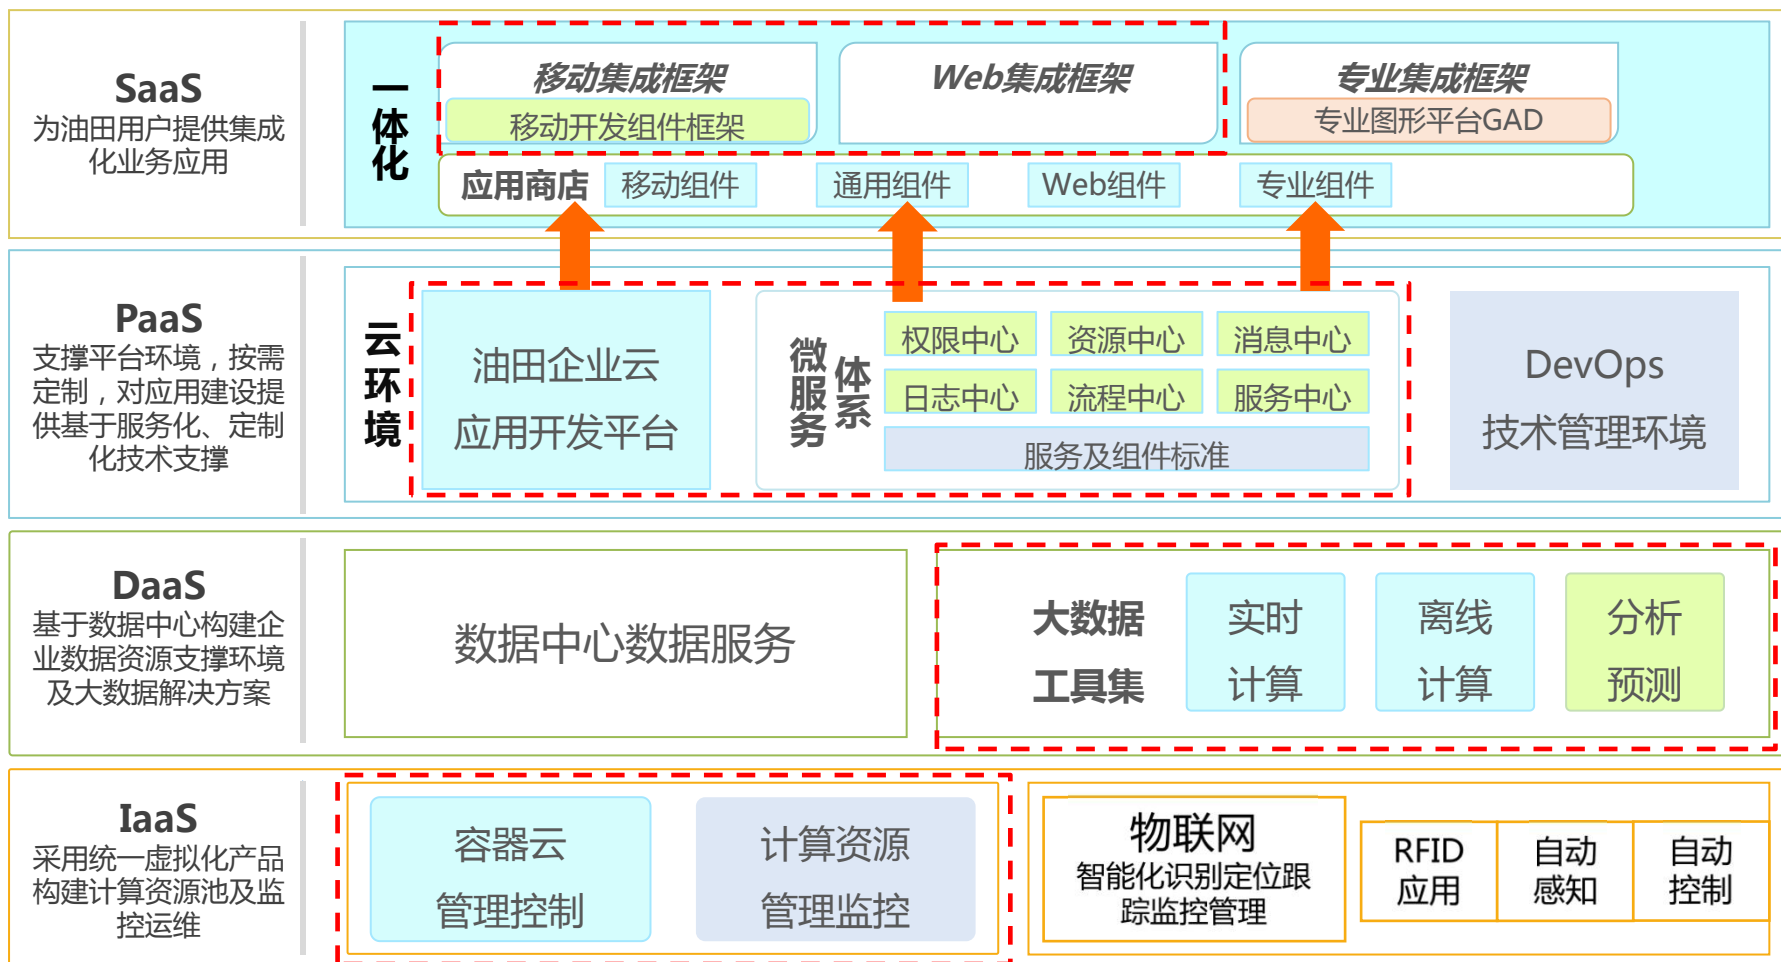 SaaS
为油田用户提供集成
化业务应用
一体化
移动集成框架
移动开发组件框架
Web集成框架
专业集成框架
专业图形平台GAD
应用商店
移动组件
通用组件
Web组件
专业组件
PaaS
支撑平台环境，按需
定制，对应用建设提
供基于服务化、定制
化技术支撑
云环境
油田企业云
应用开发平台
微服务
体系
权限中心
资源中心
消息中心
日志中心
流程中心
服务中心
服务及组件标准
DevOps
技术管理环境
DaaS
基于数据中心构建企
业数据资源支撑环境
及大数据解决方案
数据中心数据服务
大数据
工具集
实时
计算
离线
计算
分析
预测
IaaS
采用统一虚拟化产品
构建计算资源池及监
控运维
容器云
管理控制
计算资源
管理监控
物联网
智能化识别定位跟
踪监控管理
RFID
应用
自动
感知
自动
控制